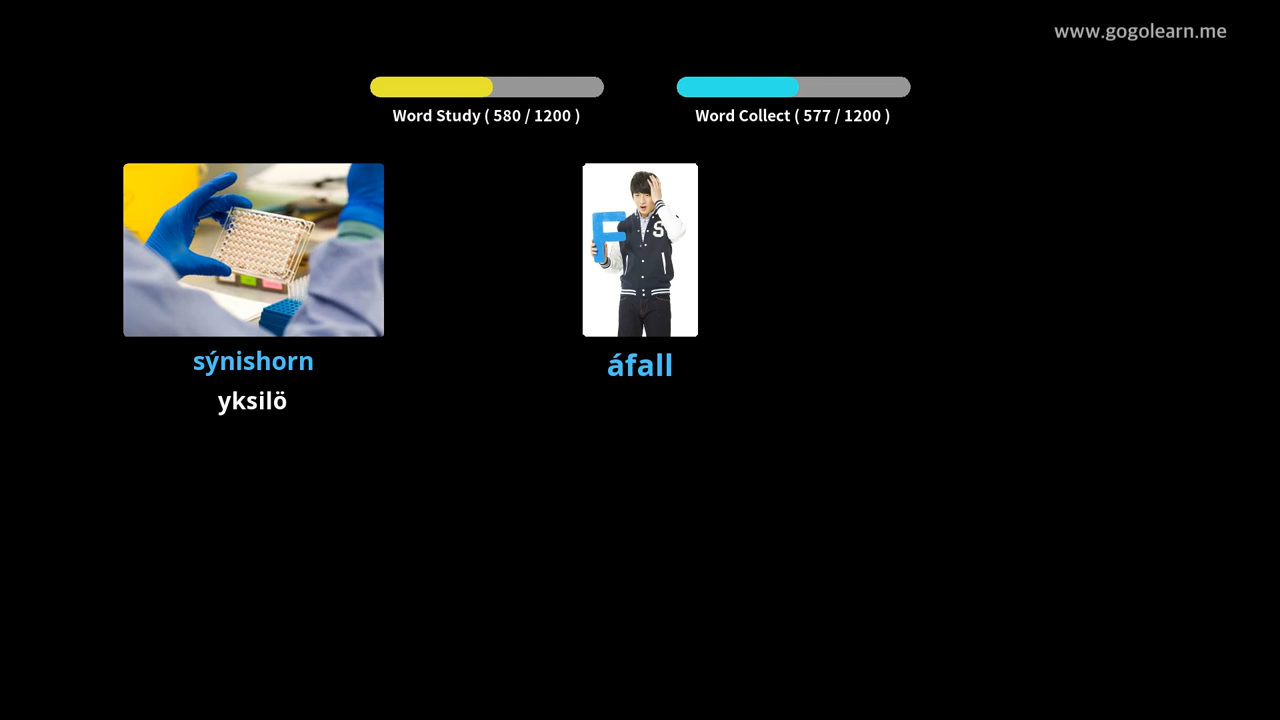 www.gogolearn.me
Word Study ( 580 / 1200 )
Word Collect ( 577 / 1200 )
F
S
sýnishorn
yksilö
áfall